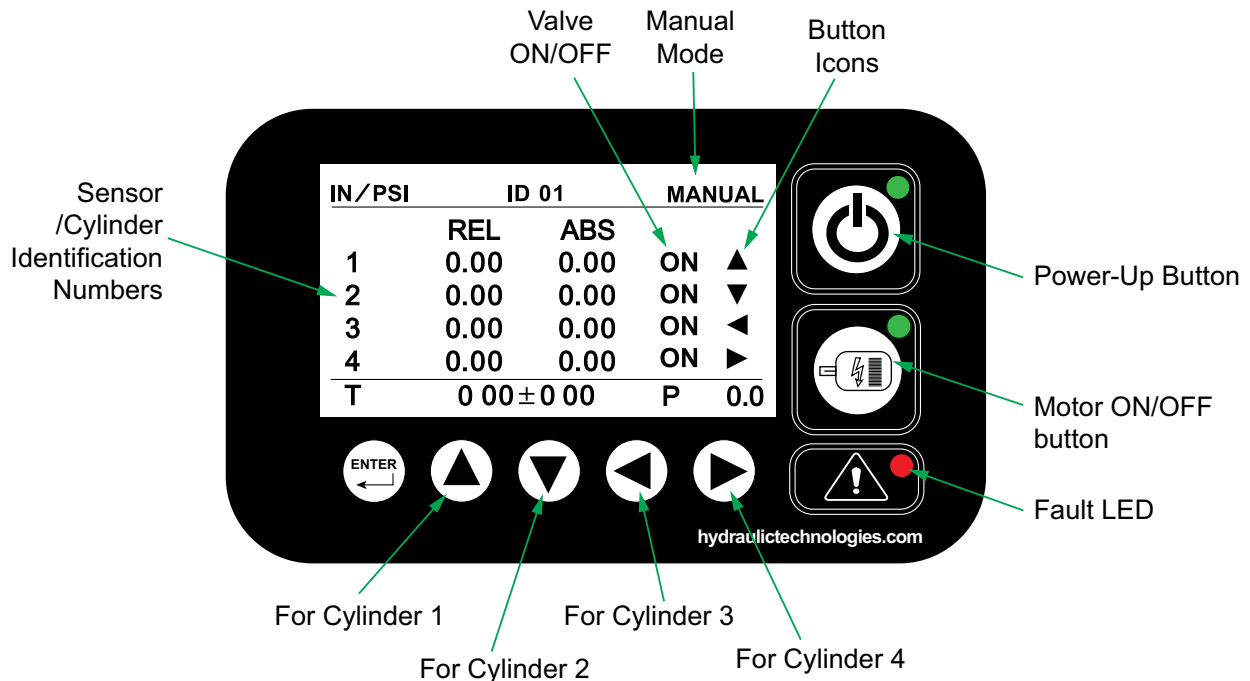 Valve
ON/OFF
Manual
Mode
Button
Icons
Sensor
/Cylinder
Identification
Numbers
IN/PSI ID 01 MANUAL
REL ABS
1 0.00 0.00 ON ▲
2 0.00 0.00 ON ▼
3 0.00 0.00 ON ◀
4 0.00 0.00 ON ▶
T 0 00±0 00 P 0.0
Power-Up Button
Motor ON/OFF
button
Fault LED
ENTER
hydraulictechnologies.com
For Cylinder 1
For Cylinder 2
For Cylinder 3
For Cylinder 4